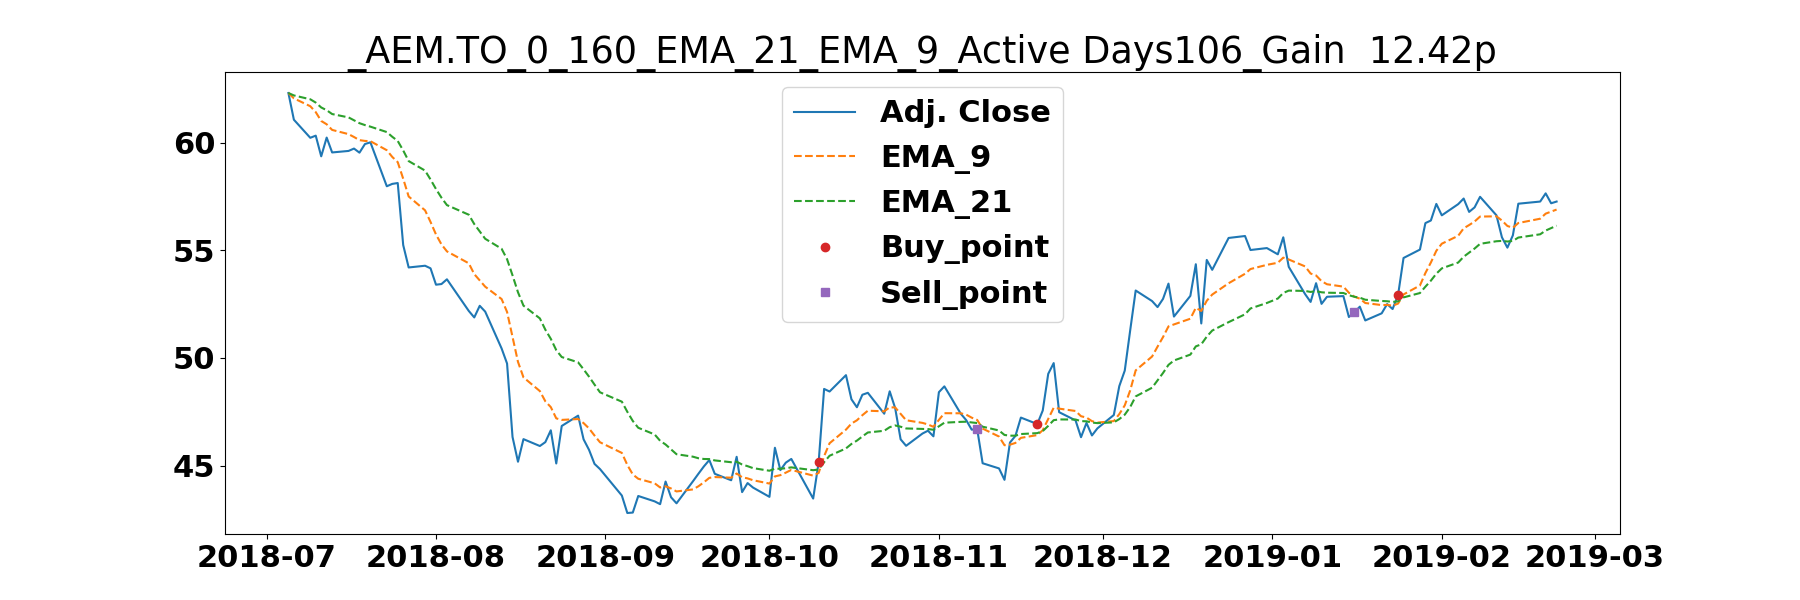 _AEM.TO_0_160_EMA_21_EMA_9_Active Days106_Gain  12.42p
Adj. Close
EMA_9
EMA_21
Buy_point
Sell_point
60
55
50
45
2018-07 2018-08 2018-09 2018-10 2018-11 2018-12 2019-01 2019-02 2019-03